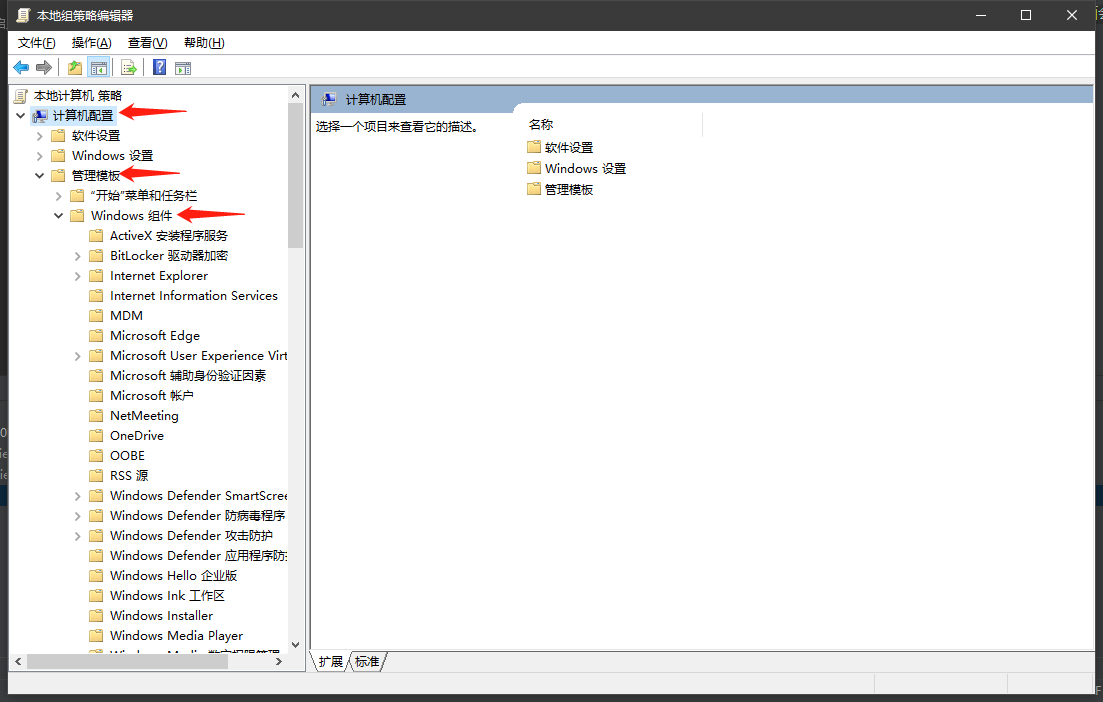 本地组策略编辑器
文件(F) 操作(A) 查看(V) 帮助(H)
本地计算机 策略
计算机配置
软件设置
Windows 设置
管理模板
“开始”菜单和任务栏
Windows 组件
ActiveX 安装程序服务
BitLocker 驱动器加密
Internet Explorer
Internet Information Services
MDM
Microsoft Edge
Microsoft User Experience Virt
Microsoft 辅助身份验证因素
Microsoft 帐户
NetMeeting
OneDrive
OOBE
RSS 源
Windows Defender SmartScree
Windows Defender 防病毒程序
Windows Defender 攻击防护
Windows Defender 应用程序防
Windows Hello 企业版
Windows Ink 工作区
Windows Installer
Windows Media Player
计算机配置
选择一个项目来查看它的描述。
名称
软件设置
Windows 设置
管理模板
扩展 标准